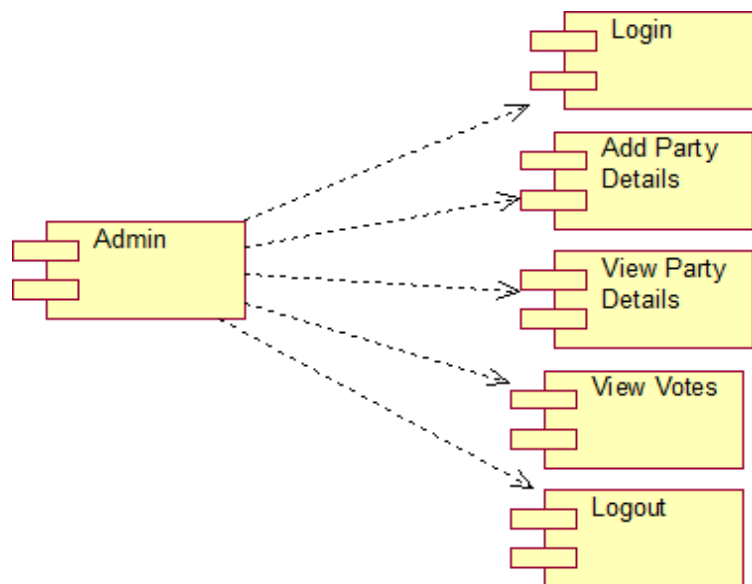 Login
Add Party
Details
Admin
View Party
Details
View Votes
Logout